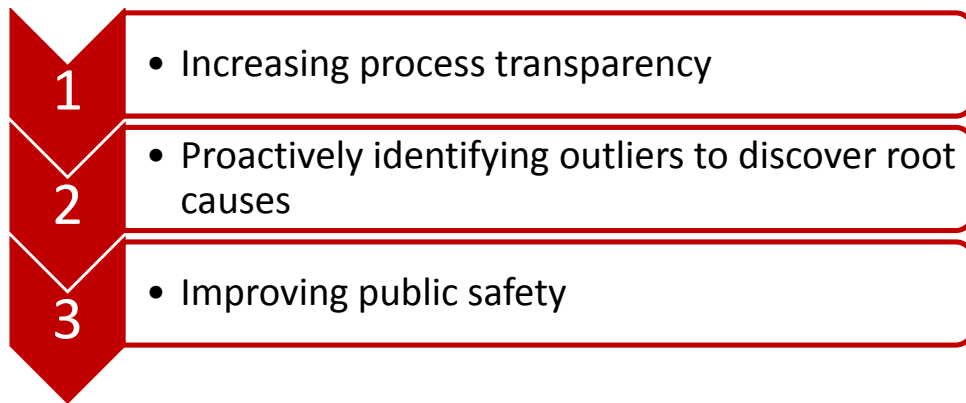 1
• Increasing process transparency
2
• Proactively identifying outliers to discover root
causes
3
• Improving public safety